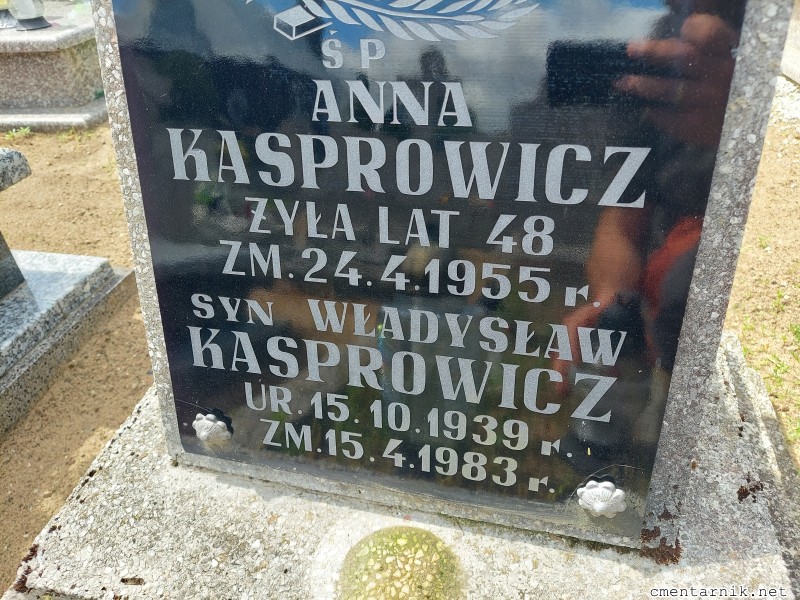 Ś P
ANNA
KASPROWICZ
ŻYŁA LAT 48
ZM. 24.4.1955 r.
SYN WŁADYSŁAW
KASPROWICZ
UR. 15.10.1939 r.
ZM. 15.4.1983 r.
cmentarnik.net